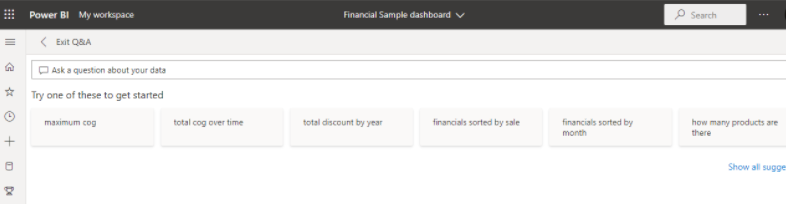 Power BI My workspace Financial Sample dashboard Search
Exit Q&A
Ask a question about your data
Try one of these to get started
maximum cog total cog over time total discount by year financials sorted by sale financials sorted by month how many products are there
Show all sugge